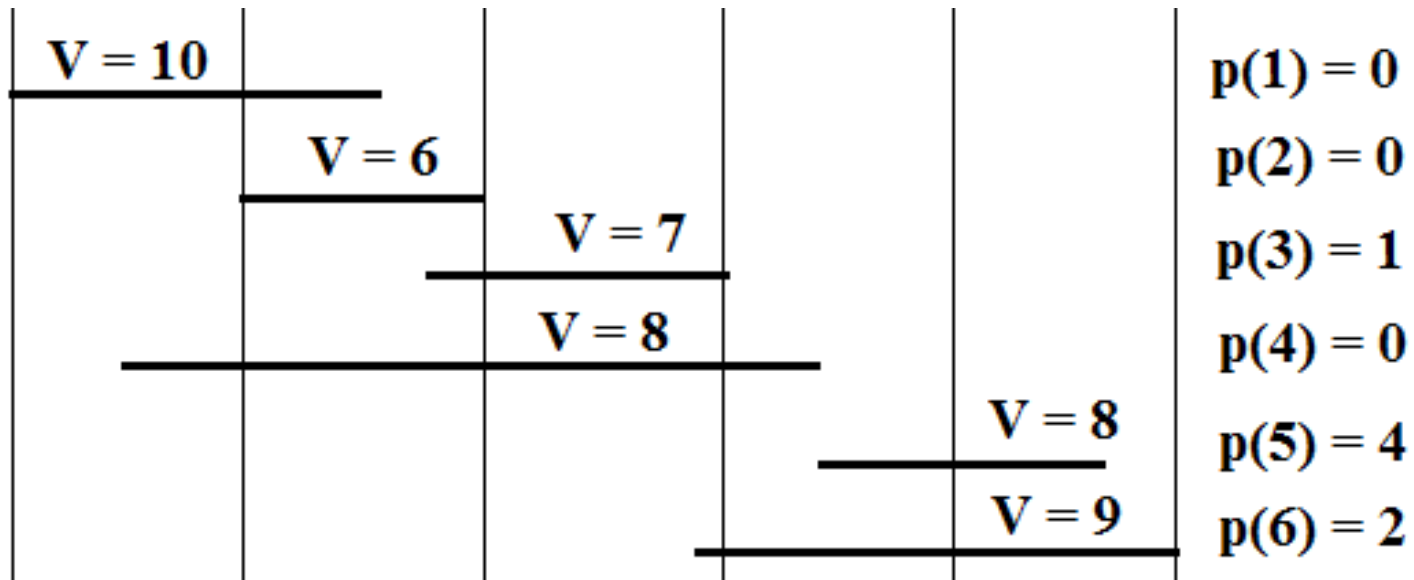 V = 10
p(1) = 0
V = 6
p(2) = 0
V = 7
p(3) = 1
V = 8
p(4) = 0
V = 8
p(5) = 4
V = 9
p(6) = 2